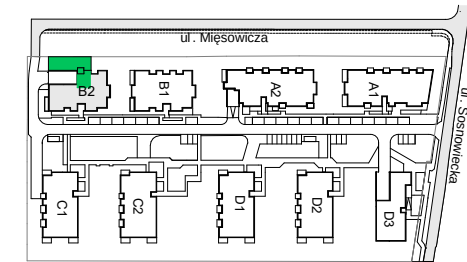 ul. Mięsowicza
B2
B1
A2
A1
ul. Sosnowiecka
C1
C2
D1
D2
D3